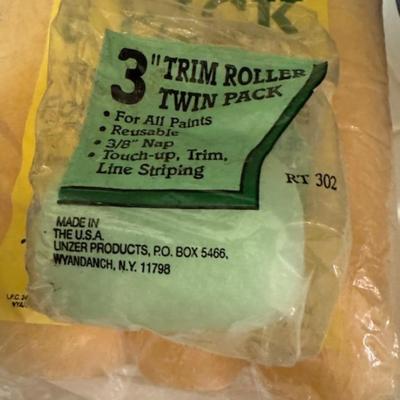 3" TRIM ROLLER
TWIN PACK
• For All Paints
• Reusable
• 3/8" Nap
• Touch-up, Trim,
Line Striping
RT 302
MADE IN
THE U.S.A.
LINZER PRODUCTS, P.O. BOX 5466,
WYANDANCH, N.Y. 11798